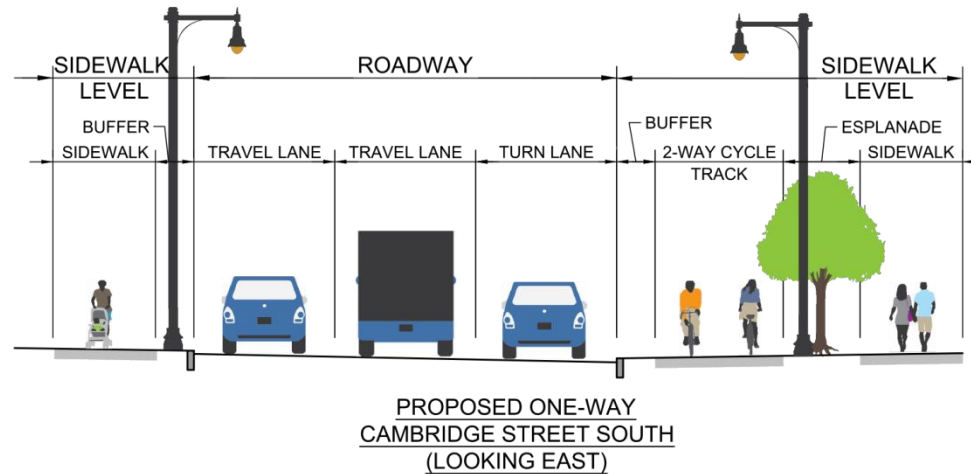 SIDEWALK
LEVEL
ROADWAY
SIDEWALK
LEVEL
BUFFER
SIDEWALK
TRAVEL LANE
TRAVEL LANE
TURN LANE
BUFFER
2-WAY CYCLE
TRACK
ESPLANADE
SIDEWALK
PROPOSED ONE-WAY
CAMBRIDGE STREET SOUTH
(LOOKING EAST)